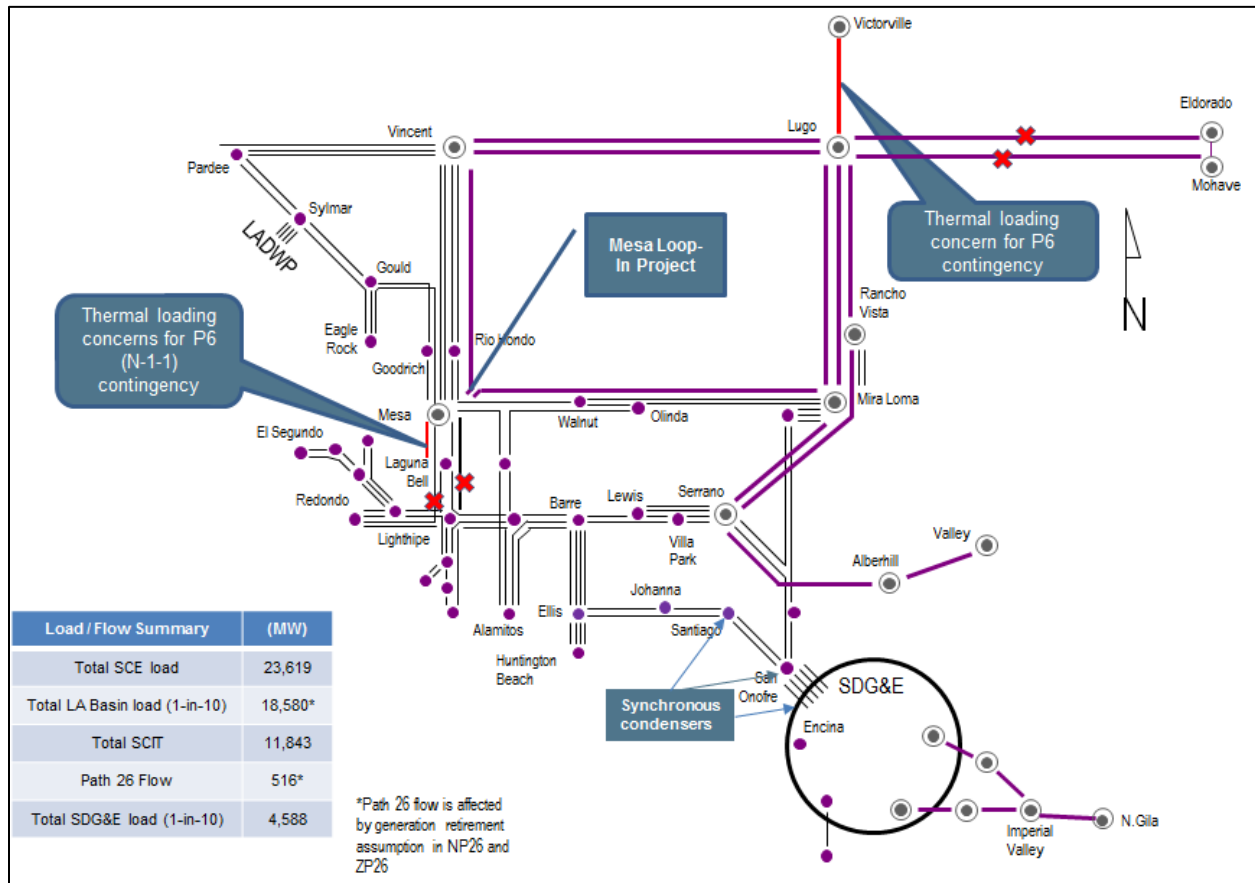 Victorville
Eldorado
Vincent
Lugo
Pardee
Mohave
Sylmar
LADWP
Mesa Loop-
In Project
Thermal loading
concern for P6
contingency
Gould
Rancho
Vista
N
Thermal loading
concerns for P6
(N-1-1)
contingency
Eagle
Rock
Rio Hondo
Goodrich
Mira Loma
Mesa
Walnut
Olinda
El Segundo
Laguna
Bell
Redondo
Barre
Lewis
Serrano
Lighthipe
Villa
Park
Valley
Alberhill
Johanna
Ellis
Alamitos
Santiago
Huntington
Beach
San
Onofre
SDG&E
Synchronous
condensers
Encina
Imperial
Valley
N.Gila
Load / Flow Summary (MW)
Total SCE load 23,619
Total LA Basin load (1-in-10) 18,580*
Total SCIT 11,843
Path 26 Flow 516*
Total SDG&E load (1-in-10) 4,588
*Path 26 flow is affected
by generation retirement
assumption in NP26 and
ZP26